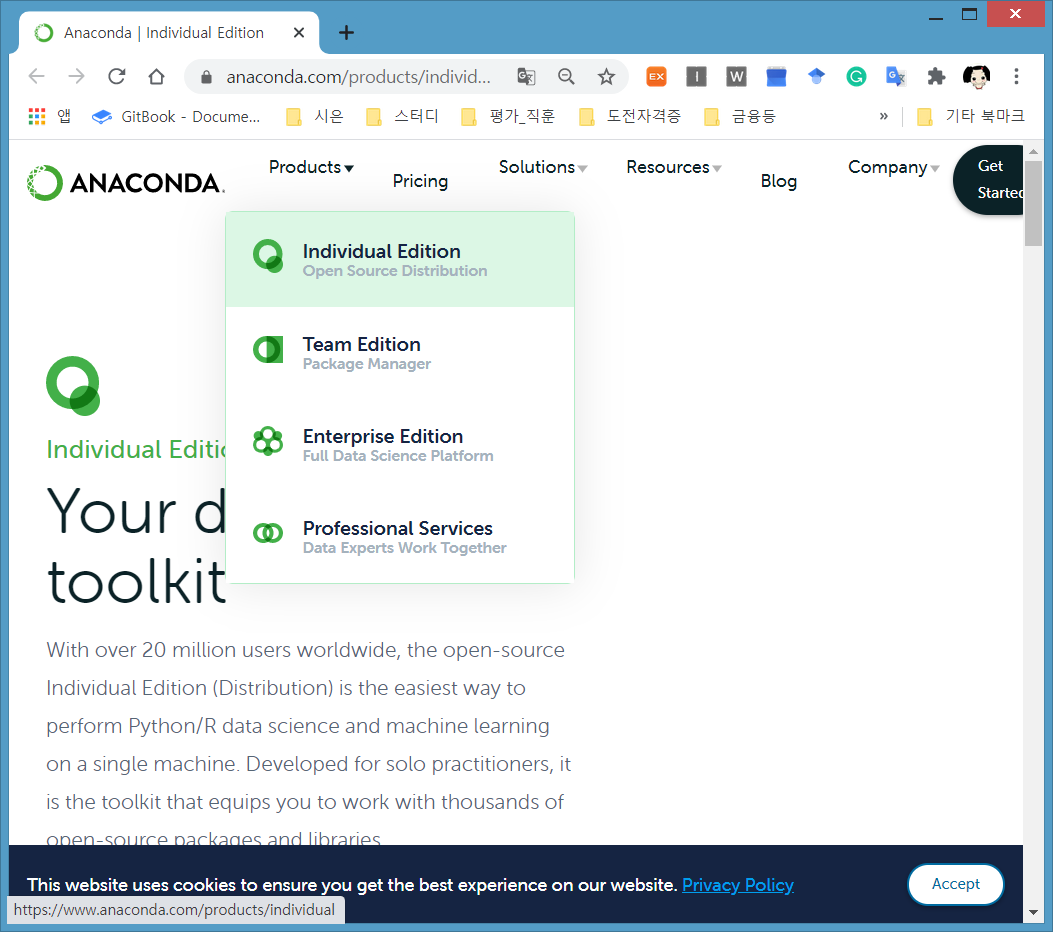 Anaconda | Individual Edition
anaconda.com/products/individ...
EX
I
W
앱
GitBook - Docume...
시은
스터디
평가_직훈
도전자격증
금융등
»
기타 북마크
ANACONDA.
Products
Pricing
Solutions
Resources
Blog
Company
Get
Started
Individual Edition
Open Source Distribution
Team Edition
Package Manager
Enterprise Edition
Full Data Science Platform
Professional Services
Data Experts Work Together
Individual Editio
Your d
toolkit
With over 20 million users worldwide, the open-source
Individual Edition (Distribution) is the easiest way to
perform Python/R data science and machine learning
on a single machine. Developed for solo practitioners, it
is the toolkit that equips you to work with thousands of
open-source packages and libraries.
This website uses cookies to ensure you get the best experience on our website. Privacy Policy
Accept
https://www.anaconda.com/products/individual